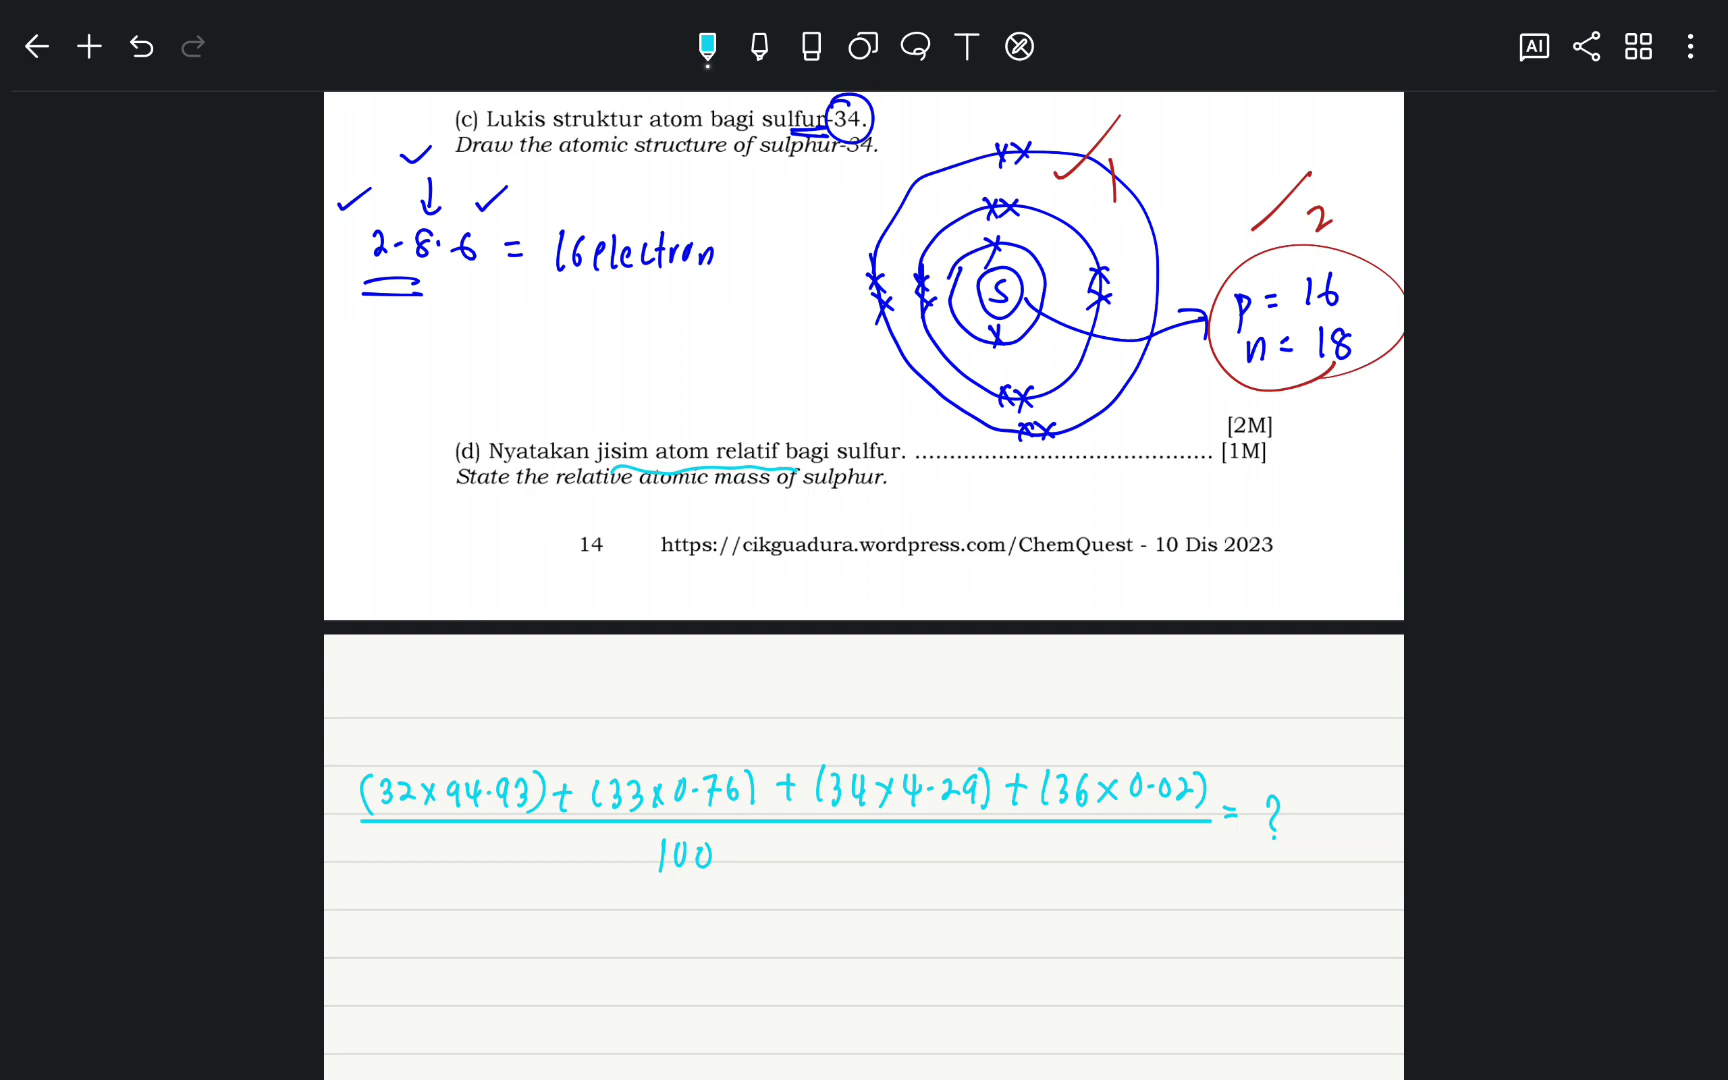 AI
(c) Lukis struktur atom bagi sulfur-34.
Draw the atomic structure of sulphur-34.
2.8.6 = 16 electron
S
1
2
p = 16
n = 18
[2M]
(d) Nyatakan jisim atom relatif bagi sulfur. ........................................... [1M]
State the relative atomic mass of sulphur.
14 https://cikguadura.wordpress.com/ChemQuest - 10 Dis 2023
(32 x 94.93) + (33 x 0.76) + (34 x 4.29) + (36 x 0.02) = ?
100